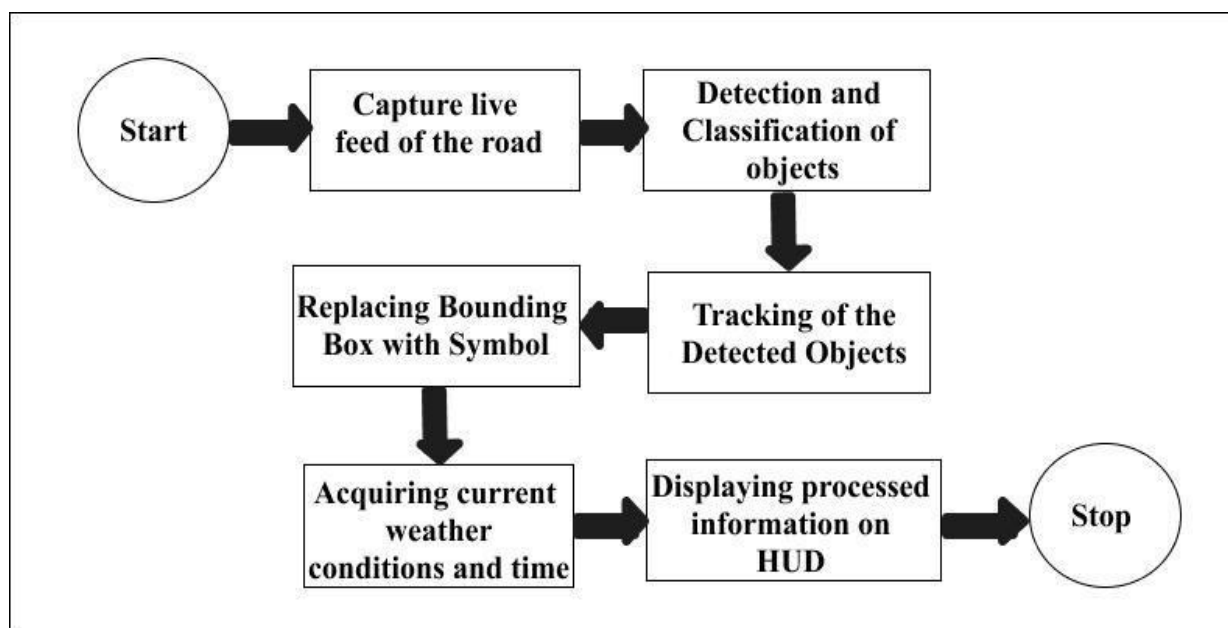 Start
Capture live
feed of the road
Detection and
Classification of
objects
Tracking of the
Detected Objects
Replacing Bounding
Box with Symbol
Acquiring current
weather
conditions and time
Displaying processed
information on
HUD
Stop